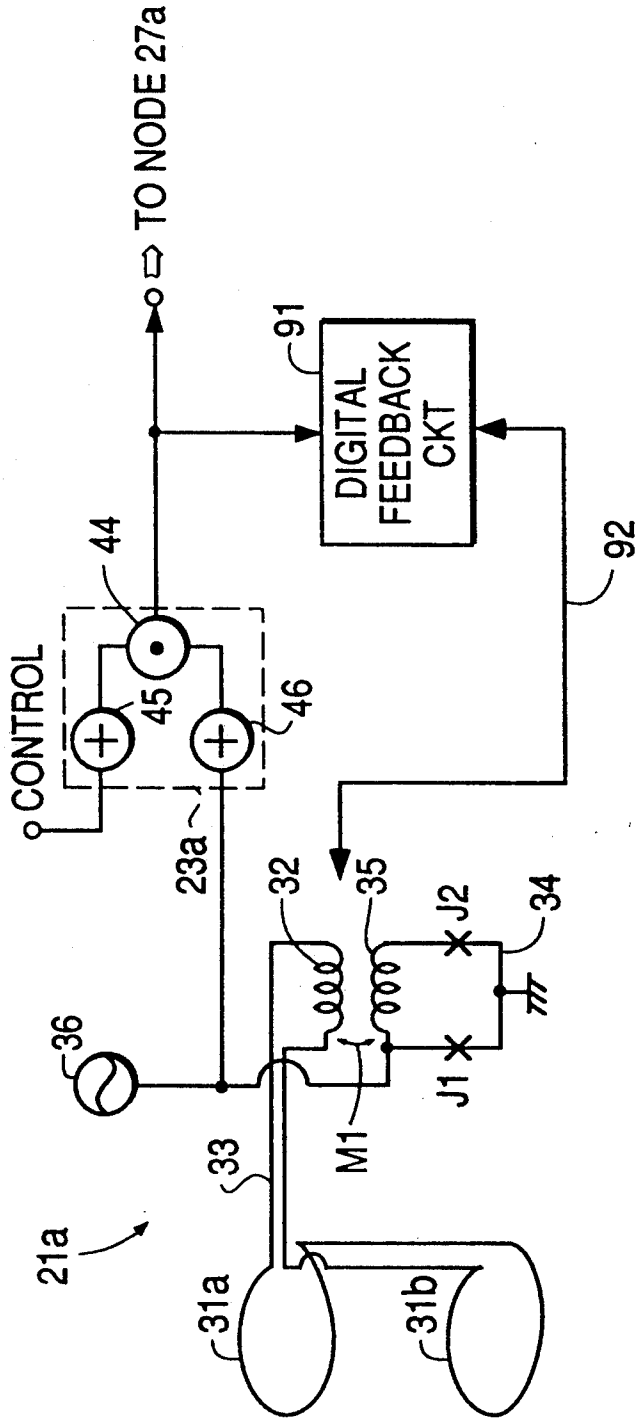 21a
36
CONTROL
44
TO NODE 27a
45
46
23a
33
32
35
M1
J1
J2
34
31a
31b
91
DIGITAL
FEEDBACK
CKT
92